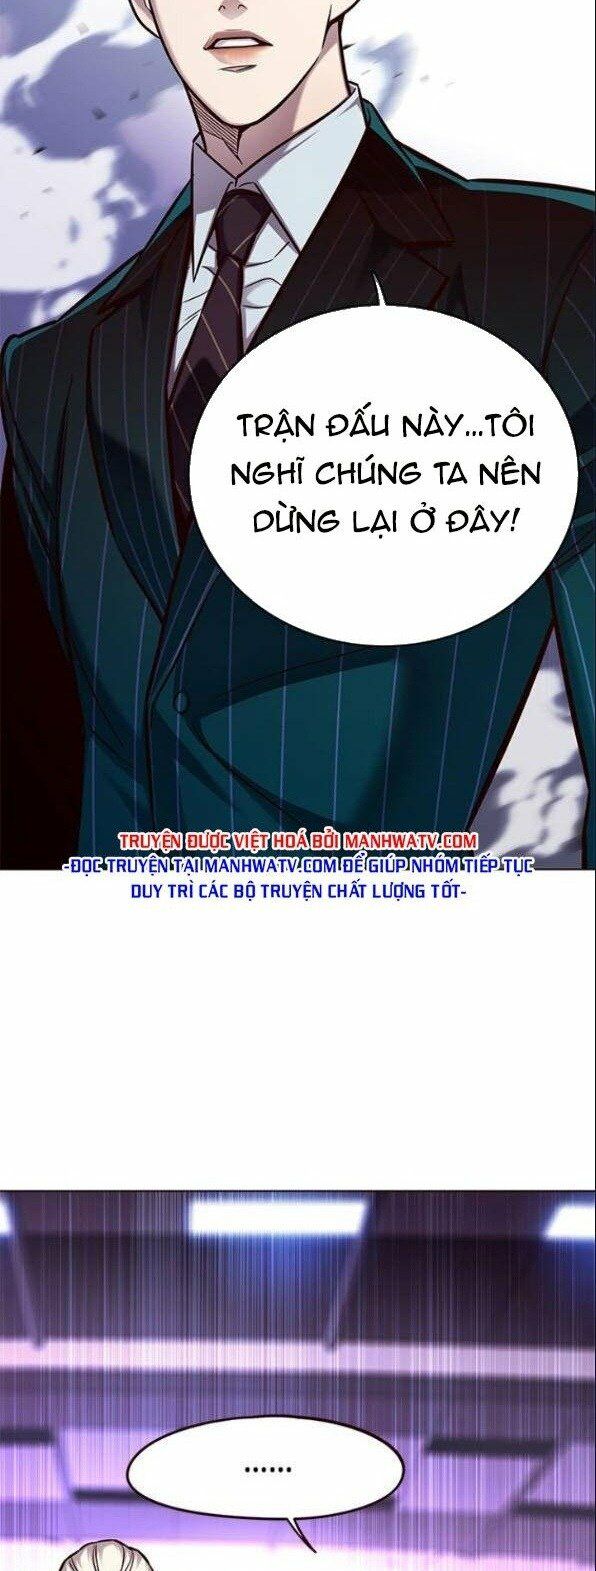 TRẬN ĐẤU NÀY...TÔI
NGHĨ CHÚNG TA NÊN
DỪNG LẠI Ở ĐÂY!
TRUYỆN ĐƯỢC VIỆT HOÁ BỞI MANHWATV.COM
-ĐỌC TRUYỆN TẠI MANHWATV.COM ĐỂ GIÚP NHÓM TIẾP TỤC
DUY TRÌ CÁC BỘ TRUYỆN CHẤT LƯỢNG TỐT-
......